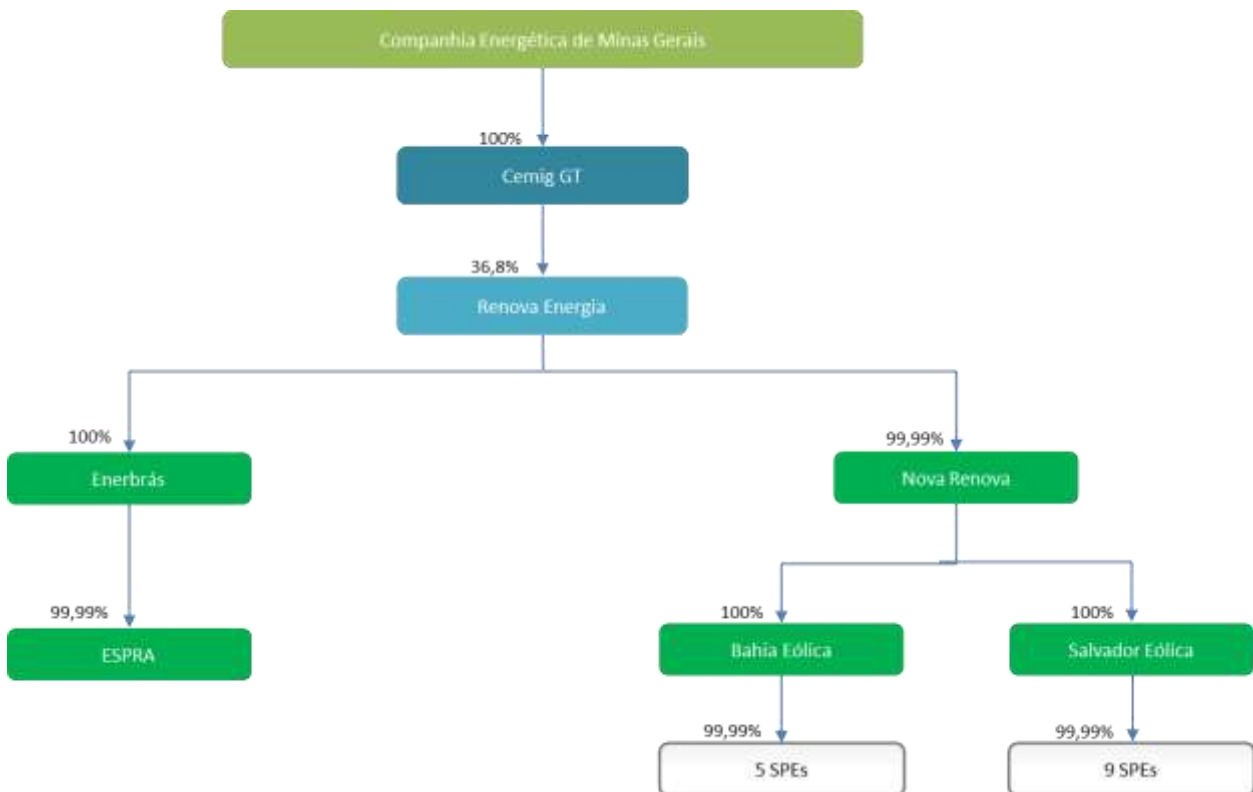 Companhia Energética de Minas Gerais
100%
Cemig GT
36,8%
Renova Energia
100%
99,99%
Enerbrás
Nova Renova
99,99%
100%
100%
ESPRA
Bahia Eólica
Salvador Eólica
99,99%
99,99%
5 SPEs
9 SPEs